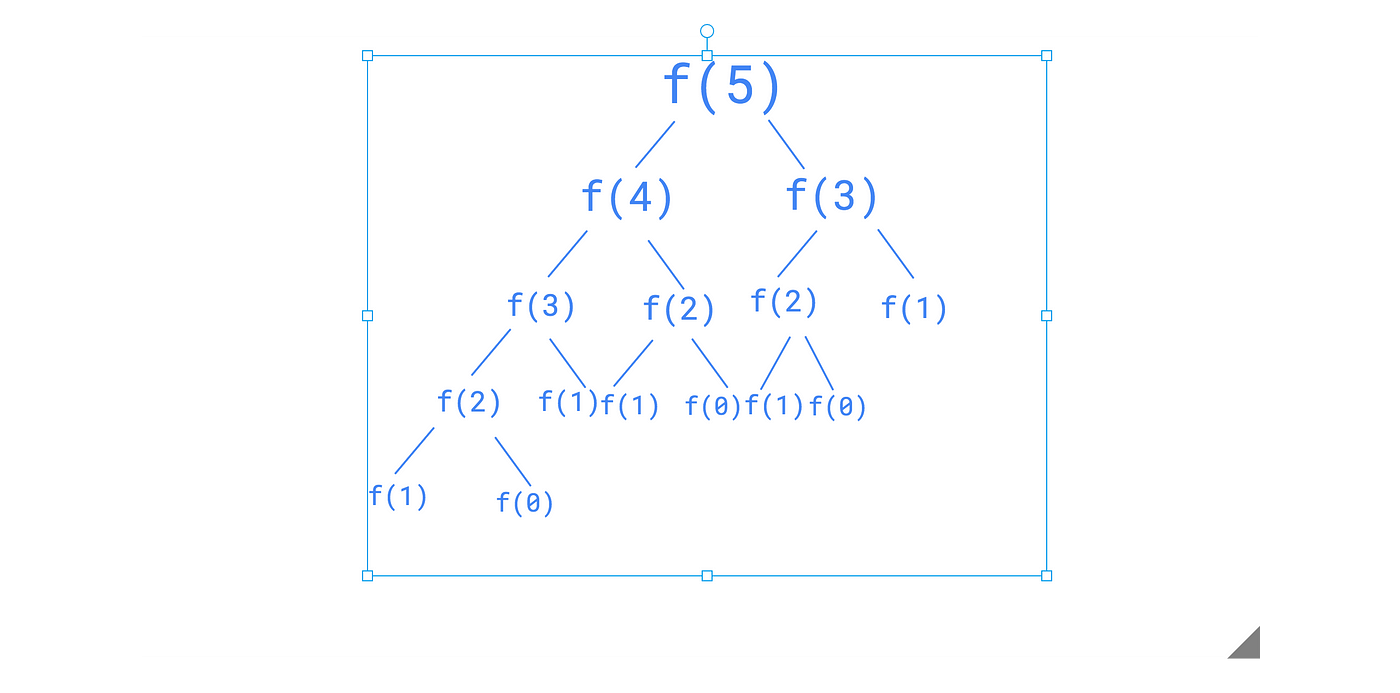 f(5)
f(4) f(3)
f(3) f(2) f(2) f(1)
f(2) f(1) f(1) f(0) f(1) f(0)
f(1) f(0)